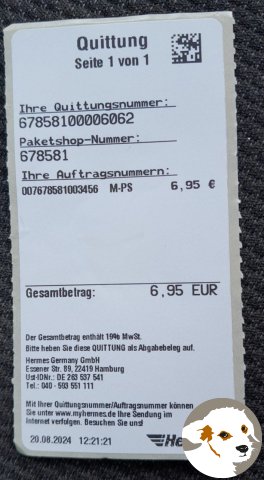 Quittung
Seite 1 von 1
Ihre Quittungsnummer:
67858100006062
Paketshop-Nummer:
678581
Ihre Auftragsnummern:
007678581003456 M-PS 6,95 €
Gesamtbetrag: 6,95 EUR
Der Gesamtbetrag enthält 19% MwSt.
Bitte heben Sie diese QUITTUNG als Abgabebeleg auf.
Hermes Germany GmbH
Essener Str. 89, 22419 Hamburg
Ust-IDNr.: DE 263 537 541
Tel.: 040 - 593 551 111
Mit Ihrer Quittungsnummer/Auftragsnummer können
Sie unter www.myhermes.de Ihre Sendung im
Internet verfolgen. Besuchen Sie uns!
20.08.2024 12:21:21